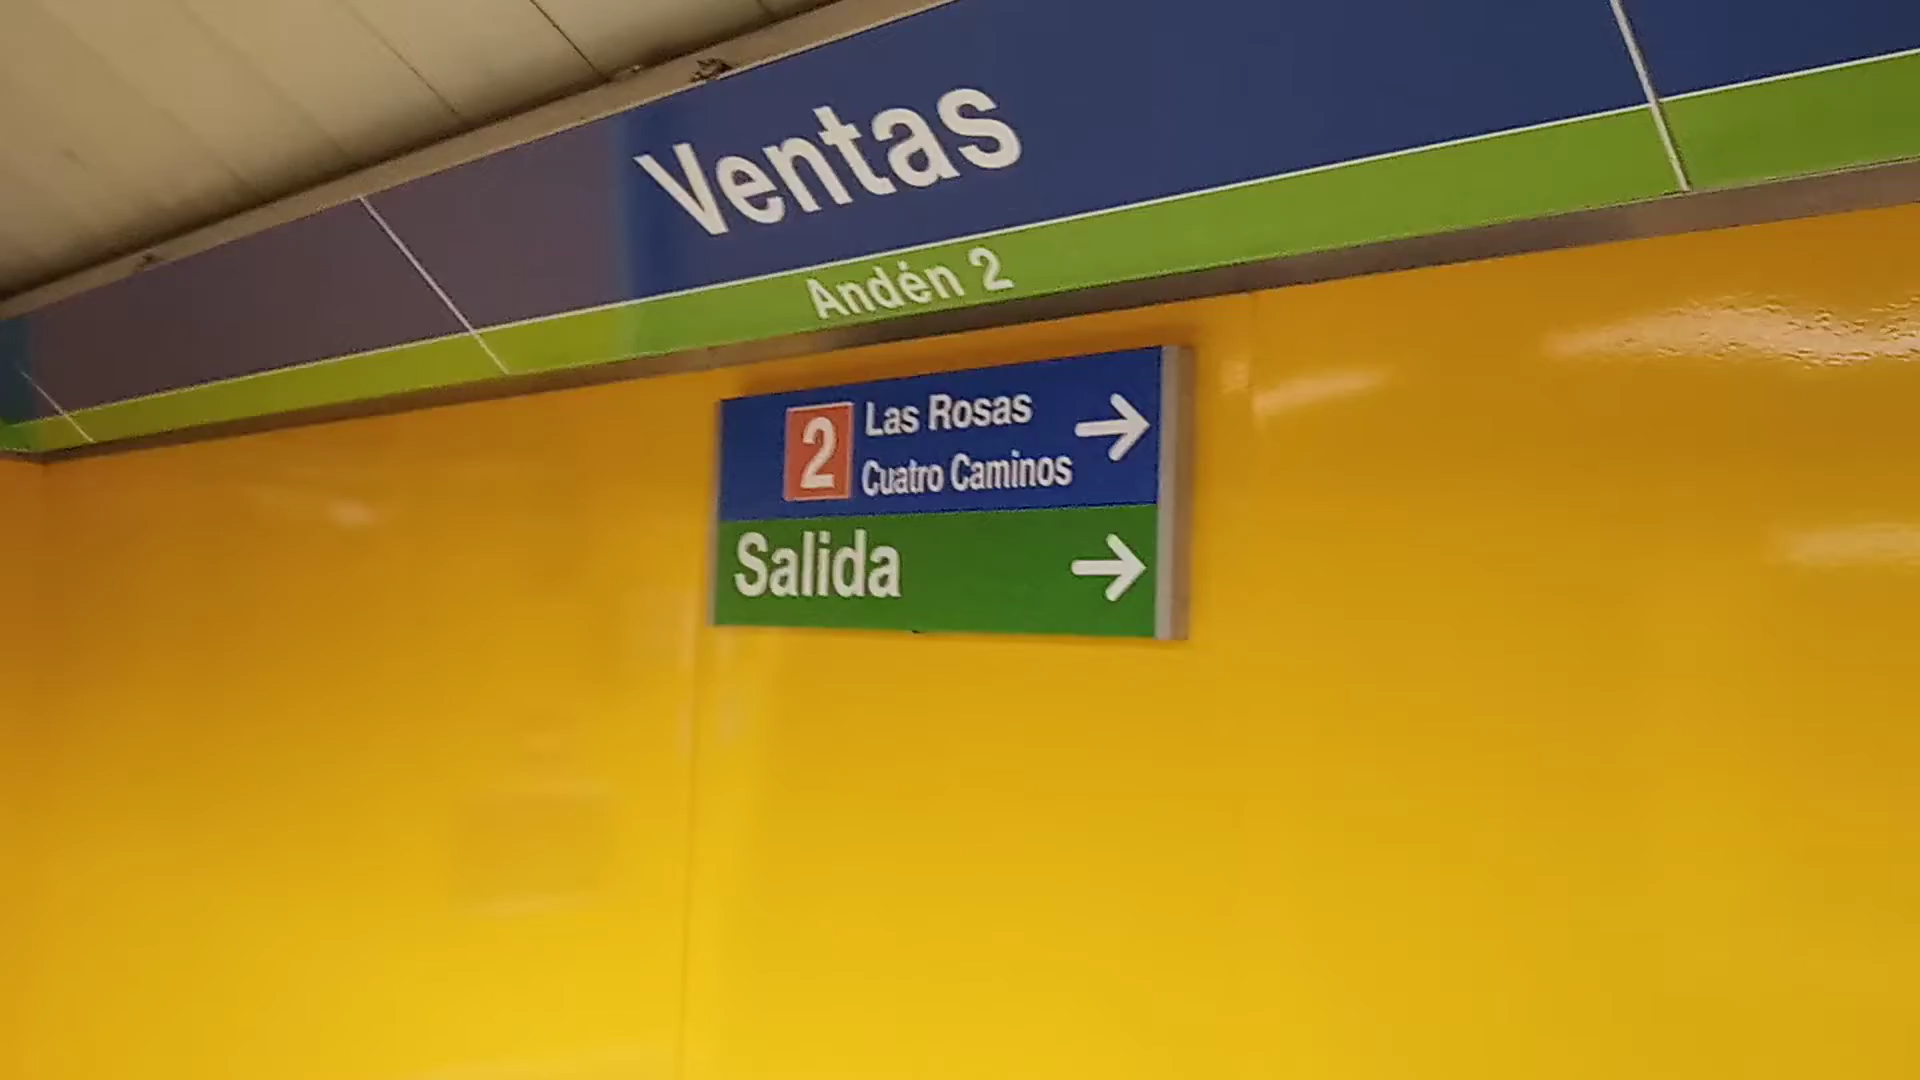 Ventas
Andén 2
2
Las Rosas
Cuatro Caminos
Salida